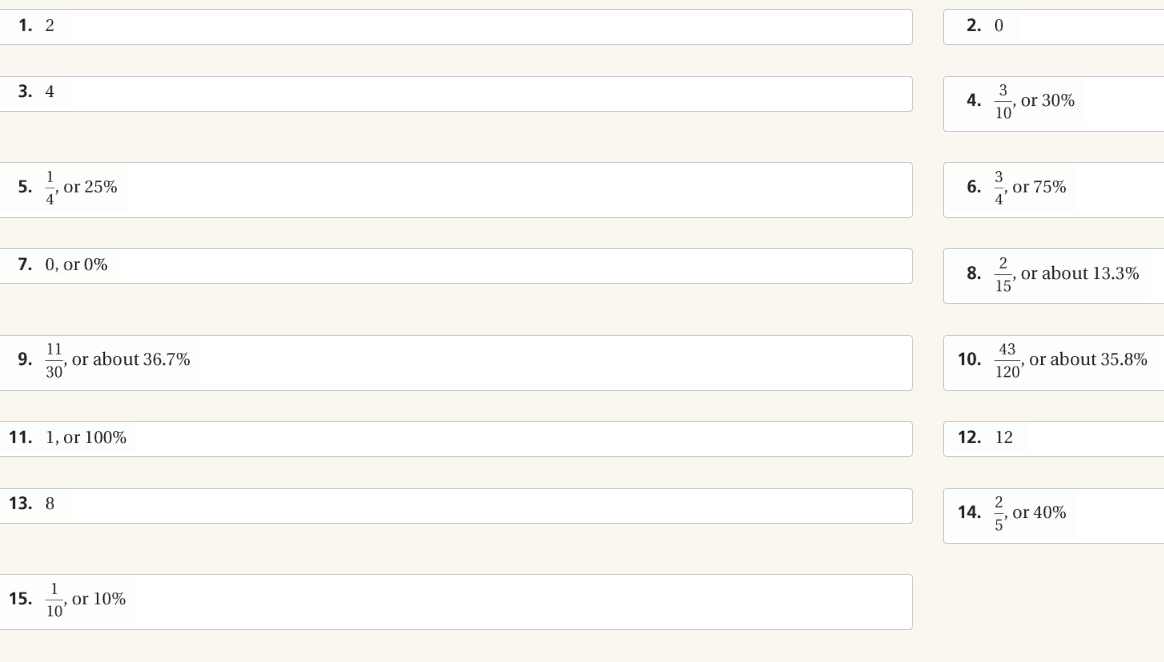 1. 2
2. 0
3. 4
4. 3/10, or 30%
5. 1/4, or 25%
6. 3/4, or 75%
7. 0, or 0%
8. 2/15, or about 13.3%
9. 11/30, or about 36.7%
10. 43/120, or about 35.8%
11. 1, or 100%
12. 12
13. 8
14. 2/5, or 40%
15. 1/10, or 10%